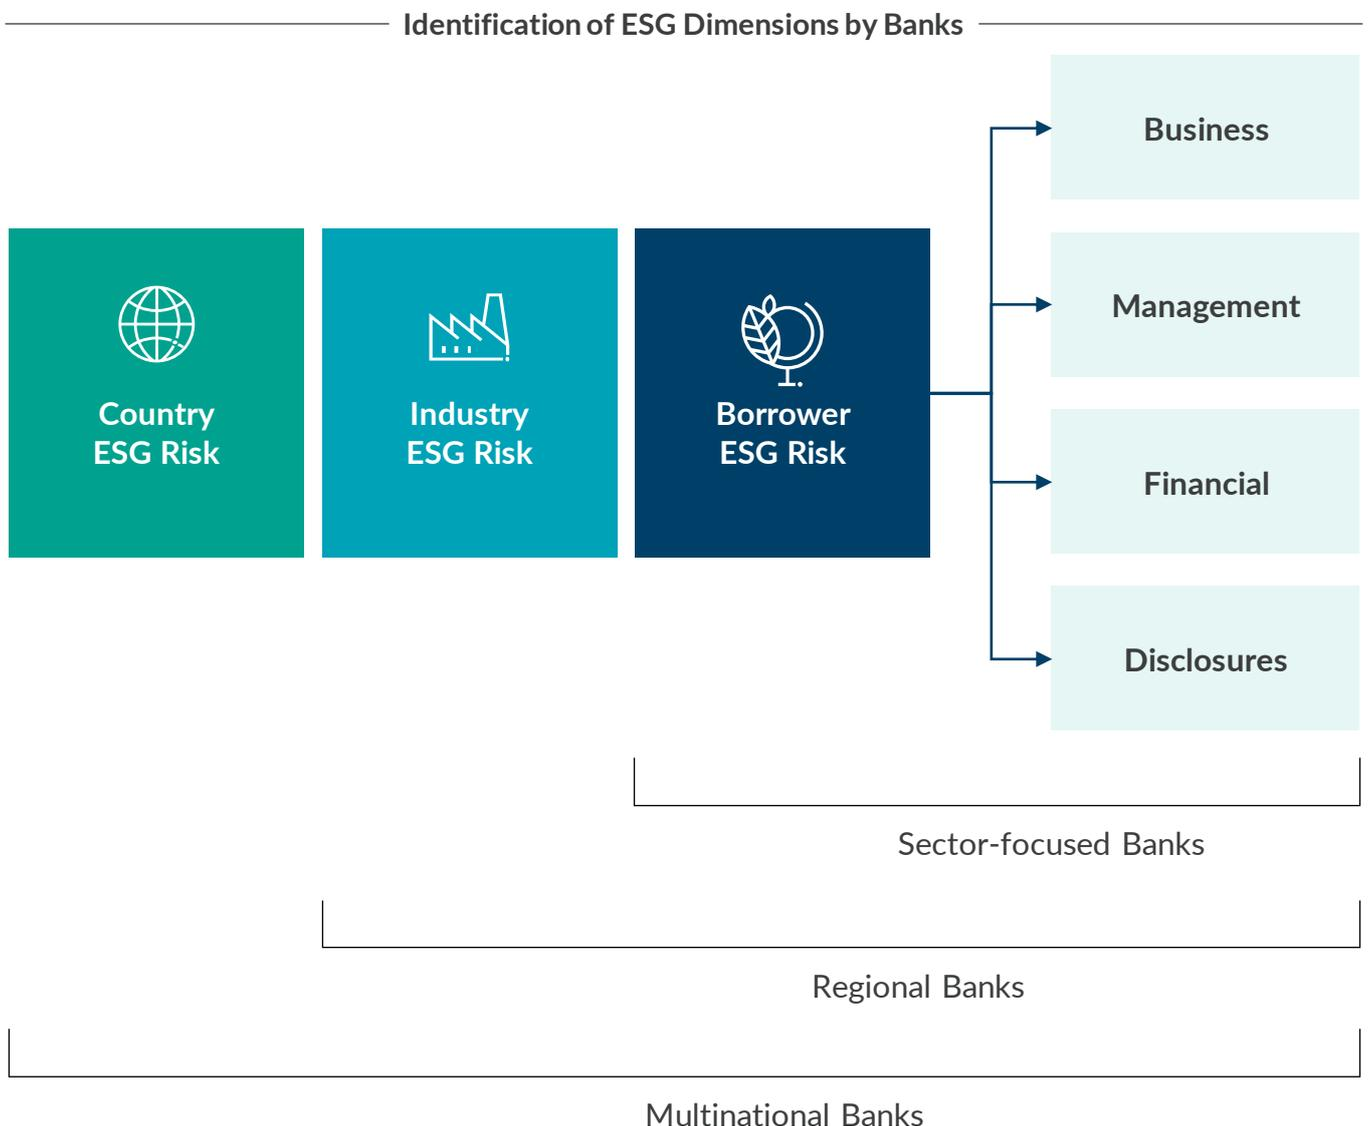 Identification of ESG Dimensions by Banks
Business
Management
Financial
Disclosures
Country
ESG Risk
Industry
ESG Risk
Borrower
ESG Risk
Sector-focused Banks
Regional Banks
Multinational Banks